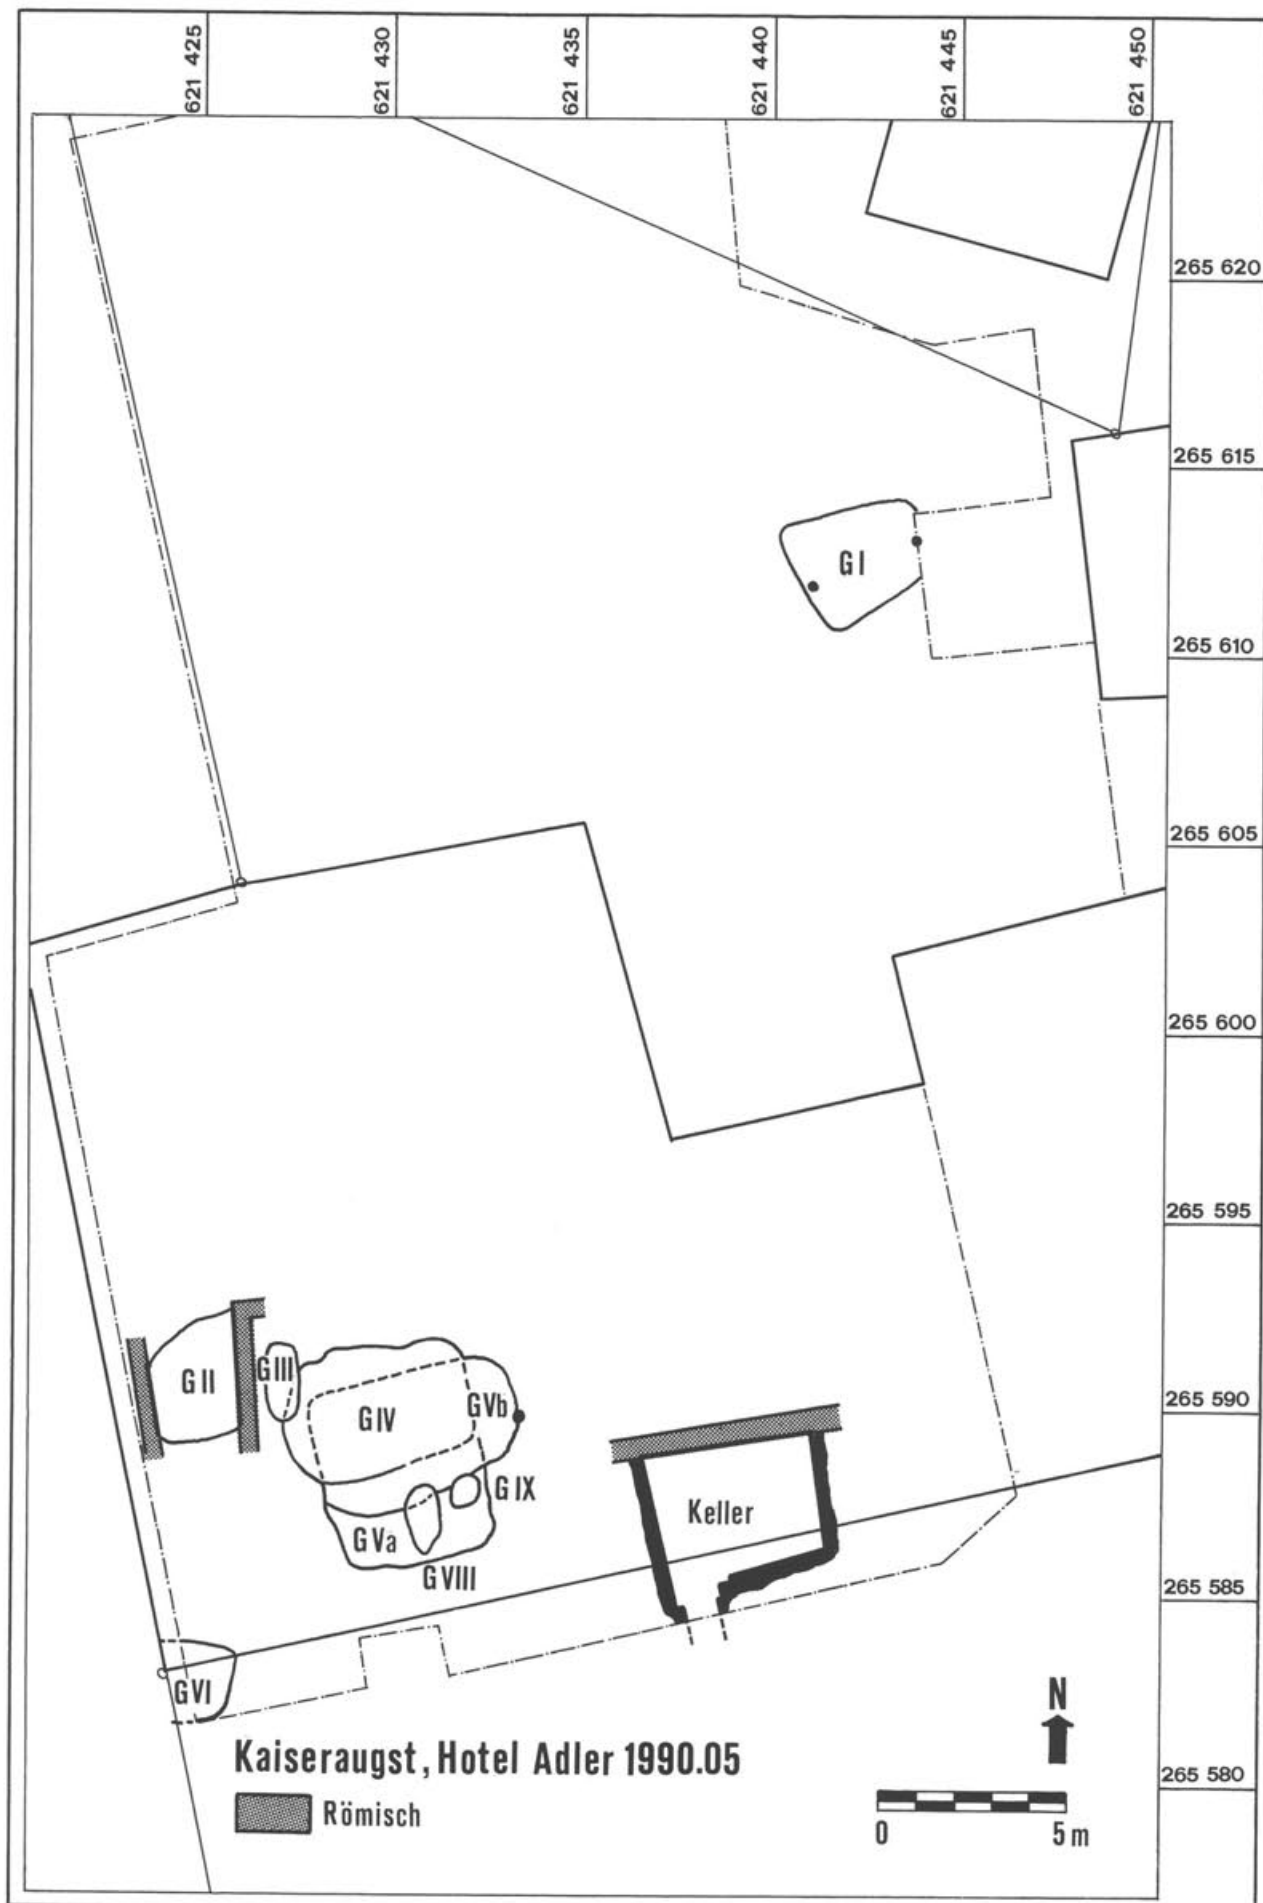 621 425
621 430
621 435
621 440
621 445
621 450
265 620
265 615
G I
265 610
265 605
265 600
265 595
G II
G III
G IV
G Vb
265 590
G IX
Keller
G Va
G VIII
265 585
G VI
N
Kaiseraugst, Hotel Adler 1990.05
265 580
Römisch
0 5 m